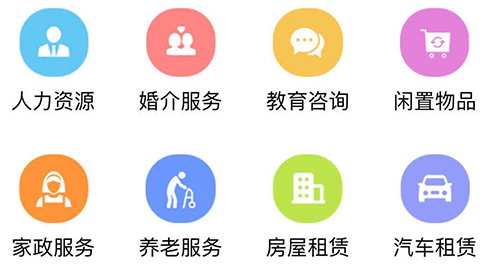 人力资源
婚介服务
教育咨询
闲置物品
家政服务
养老服务
房屋租赁
汽车租赁